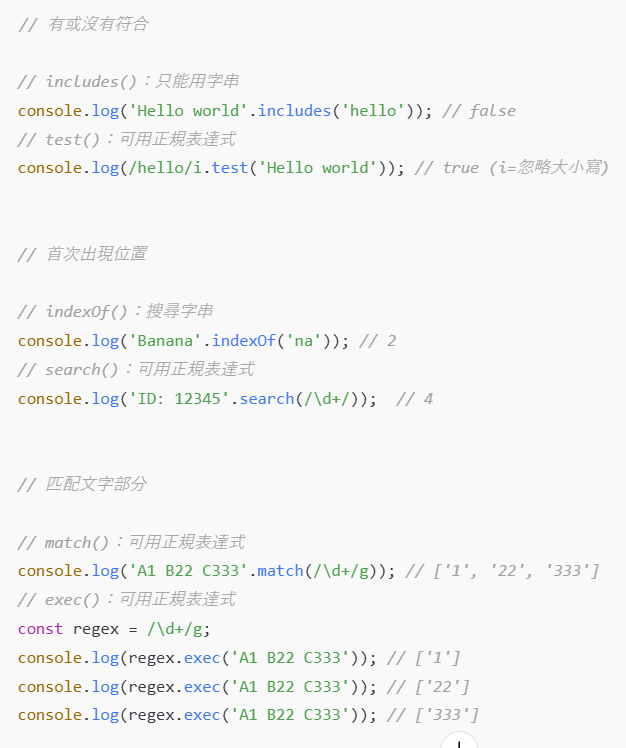 // 有或沒有符合
// includes()：只能用字串
console.log('Hello world'.includes('hello')); // false
// test()：可用正規表達式
console.log(/hello/i.test('Hello world')); // true (i=忽略大小寫)
// 首次出現位置
// indexOf()：搜尋字串
console.log('Banana'.indexOf('na')); // 2
// search()：可用正規表達式
console.log('ID: 12345'.search(/\d+/));  // 4
// 匹配文字部分
// match()：可用正規表達式
console.log('A1 B22 C333'.match(/\d+/g)); // ['1', '22', '333']
// exec()：可用正規表達式
const regex = /\d+/g;
console.log(regex.exec('A1 B22 C333')); // ['1']
console.log(regex.exec('A1 B22 C333')); // ['22']
console.log(regex.exec('A1 B22 C333')); // ['333']